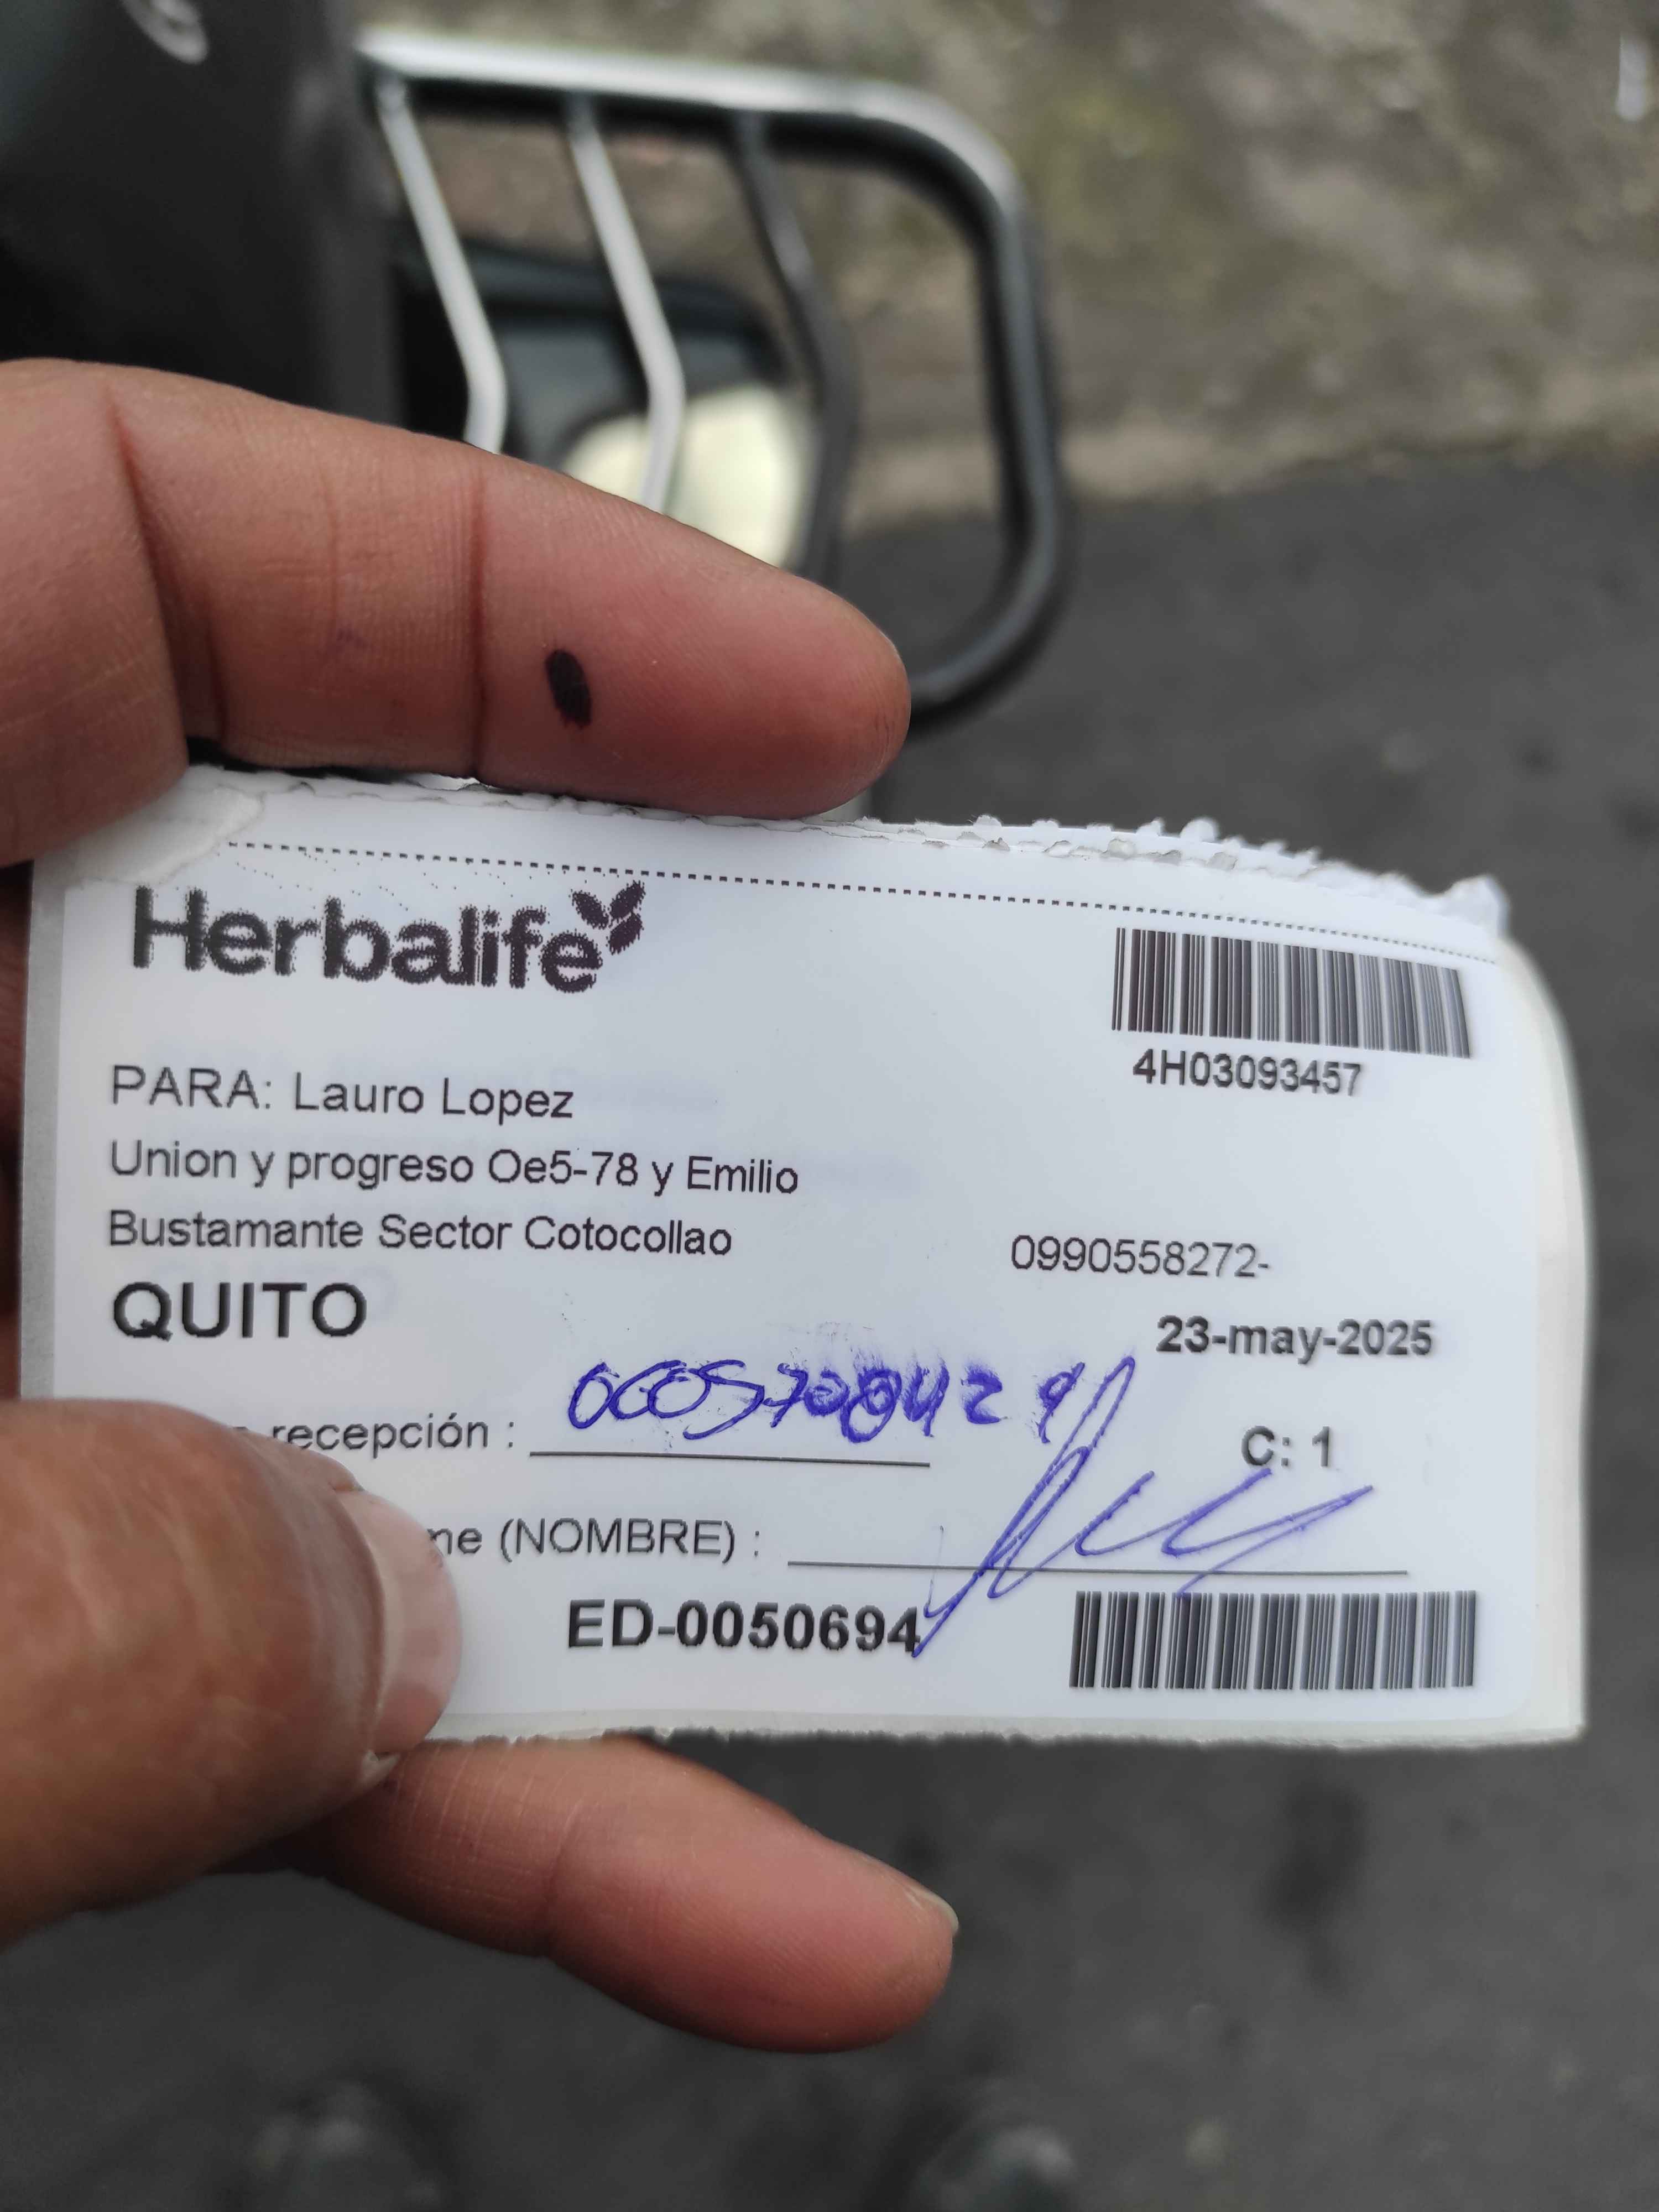 Herbalife
4H03093457
PARA: Lauro Lopez
Union y progreso Oe5-78 y Emilio
Bustamante Sector Cotocollao
0990558272-
QUITO
23-may-2025
recepción :
C: 1
(NOMBRE) :
ED-0050694